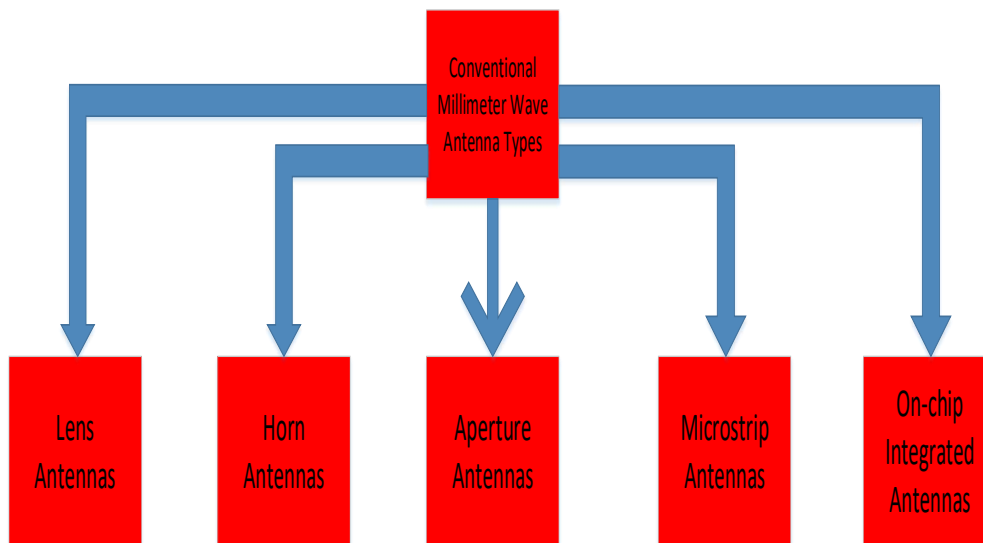 Conventional
Millimeter Wave
Antenna Types
Lens
Antennas
Horn
Antennas
Aperture
Antennas
Microstrip
Antennas
On-chip
Integrated
Antennas